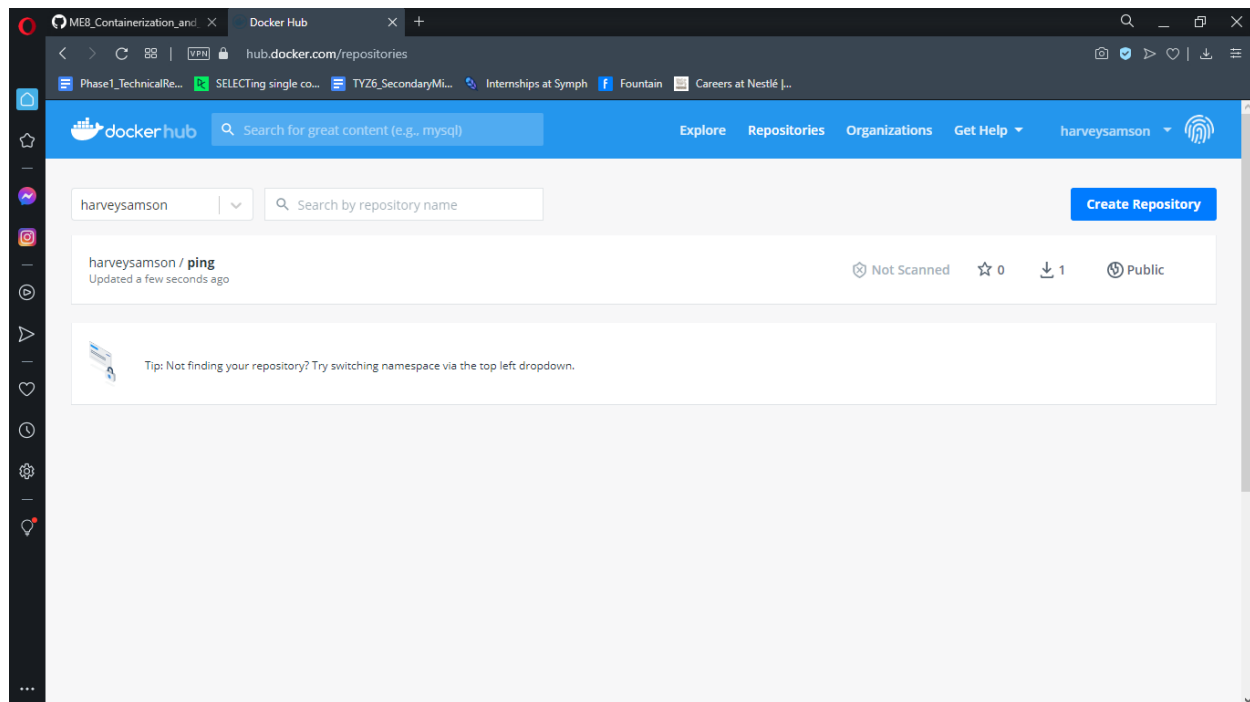 ME8_Containerization_and_
Docker Hub
VPN
hub.docker.com/repositories
Phase1_TechnicalRe...
SELECTing single co...
TYZ6_SecondaryMi...
Internships at Symph
Fountain
Careers at Nestlé |...
docker hub
Search for great content (e.g., mysql)
Explore
Repositories
Organizations
Get Help
harveysamson
harveysamson
Search by repository name
Create Repository
harveysamson / ping
Updated a few seconds ago
Not Scanned
0
1
Public
Tip: Not finding your repository? Try switching namespace via the top left dropdown.